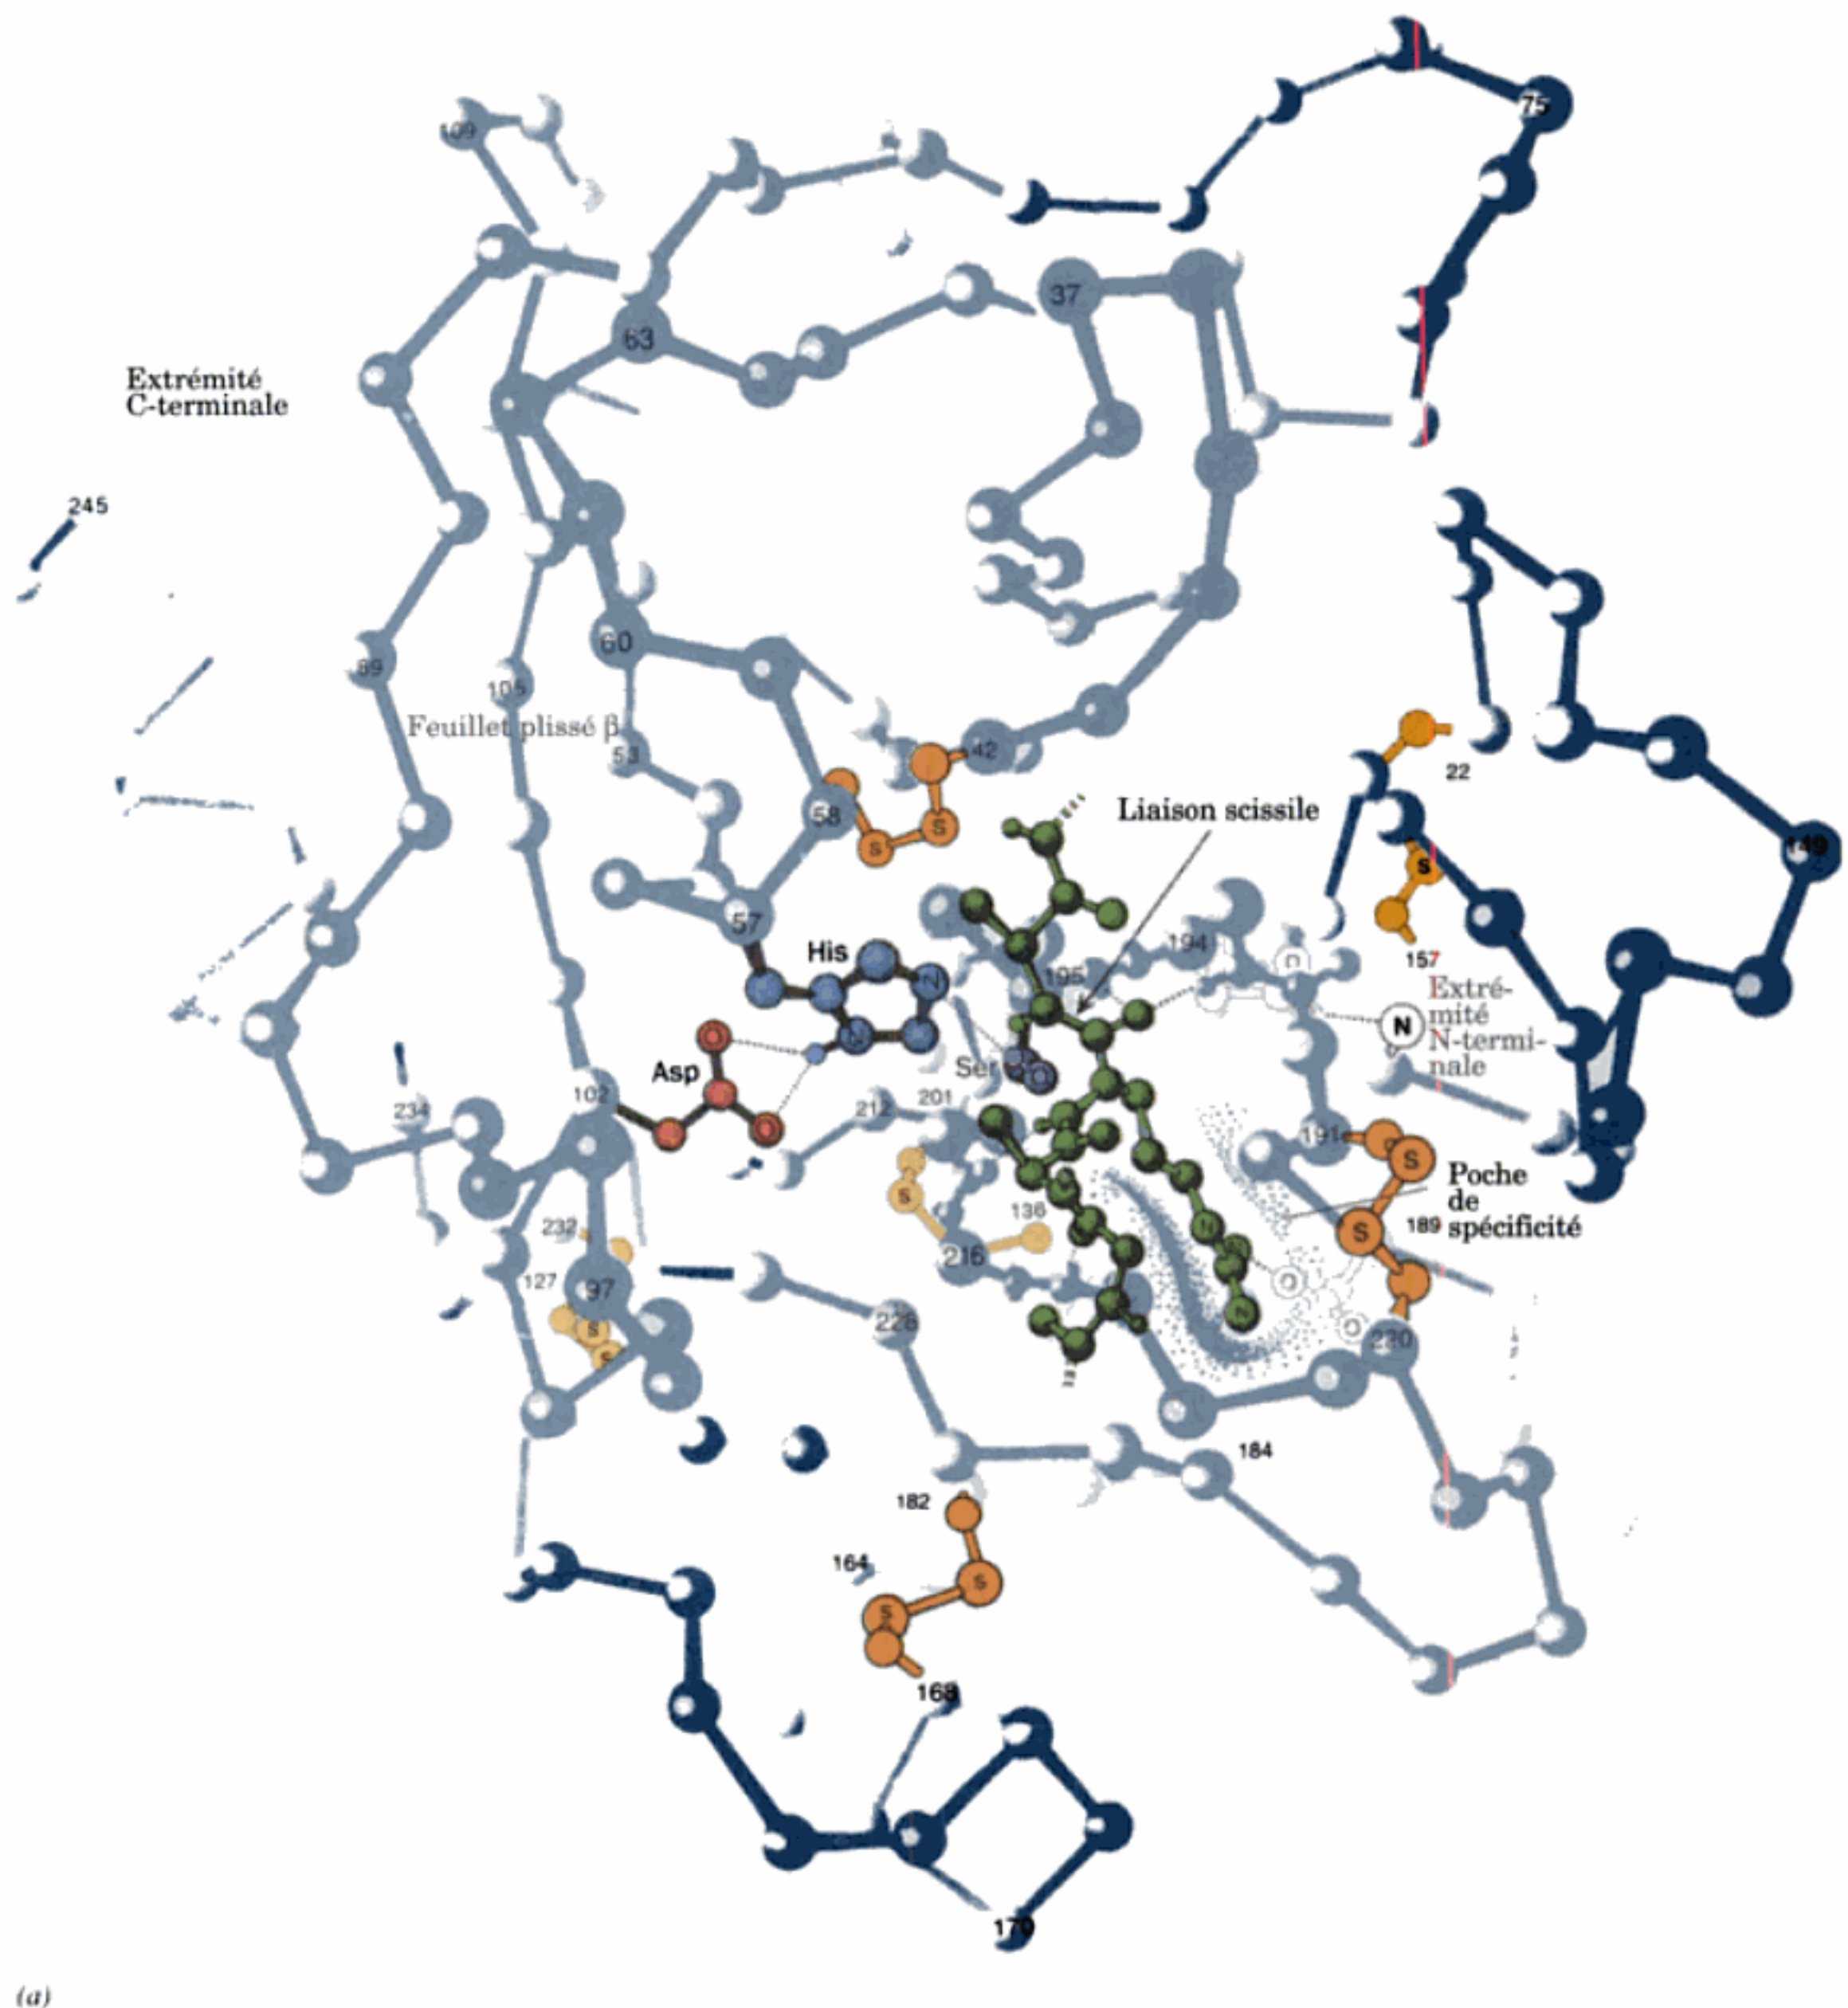 75
109
37
63
Extrémité
C-terminale
245
60
89
105
Feuillet plissé β
53
42
22
58
Liaison scissile
149
S
S
S
57
194
His
195
157
Extré-
mité
N-termi-
nale
N
N
Ser
Asp
102
234
212
201
191
S
Poche
de
spécificité
S
136
189
S
232
216
N
127
97
O
S
S
N
228
O
220
184
182
164
S
S
168
170
(a)